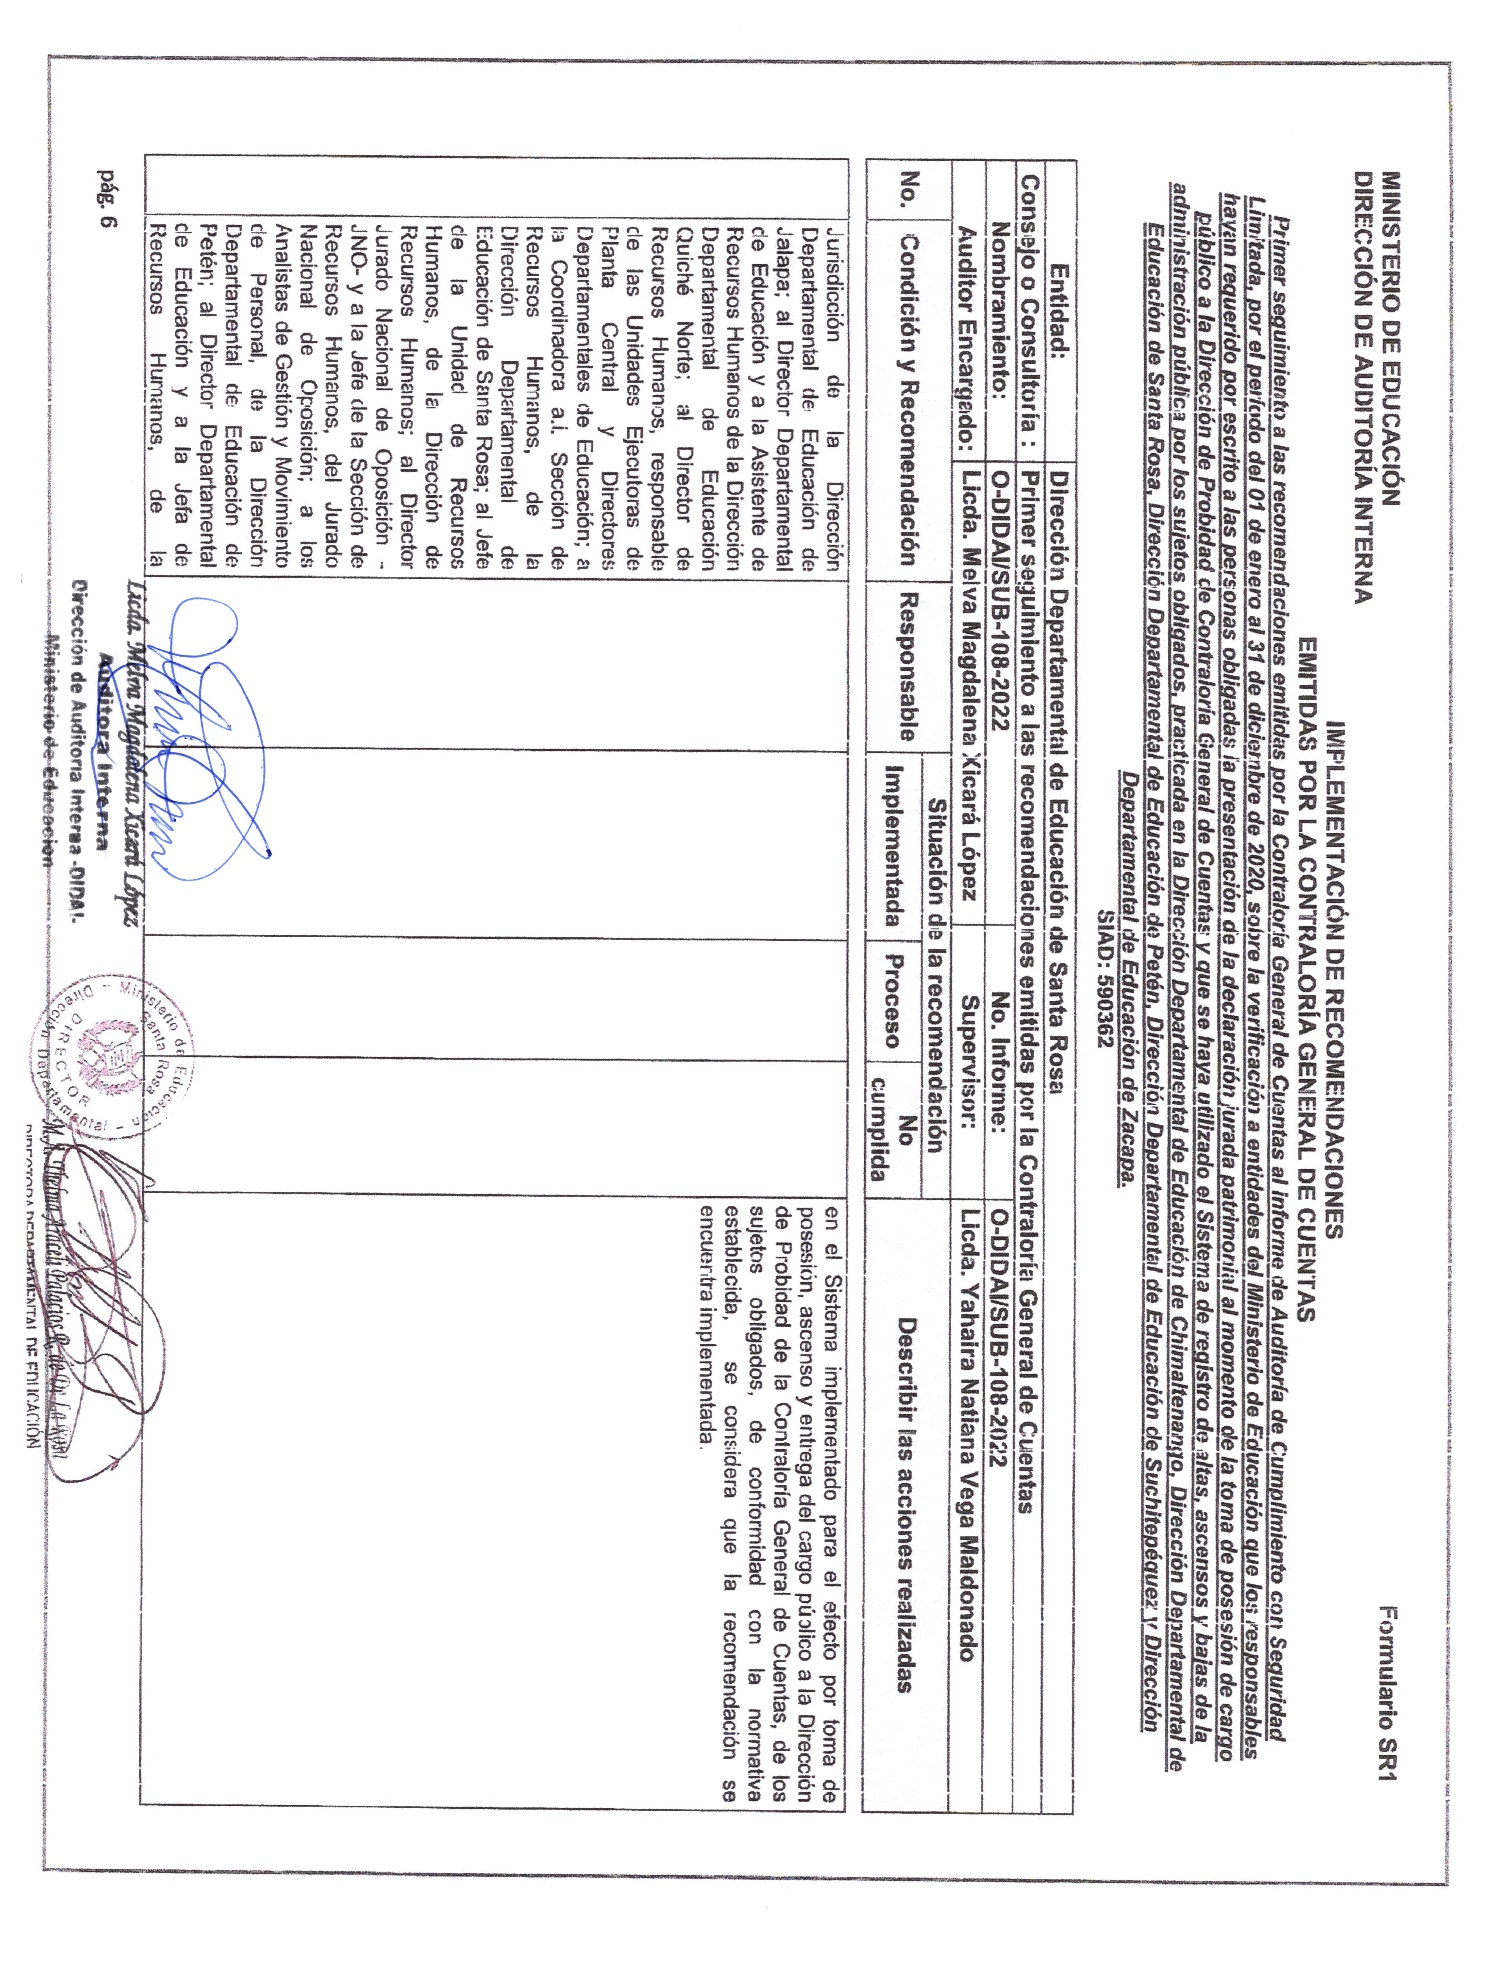 MINISTERIO DE EDUCACIÓN
DIRECCIÓN DE AUDITORÍA INTERNA
Formulario SR1
IMPLEMENTACIÓN DE RECOMENDACIONES
EMITIDAS POR LA CONTRALORÍA GENERAL DE CUENTAS
Primer seguimiento a las recomendaciones emitidas por la Contraloría General de Cuentas al informe de Auditoría de Cumplimiento con Seguridad
Limitada, por el período del 01 de enero al 31 de diciembre de 2020, sobre la verificación a entidades del Ministerio de Educación que los responsables
hayan requerido por escrito a las personas obligadas la presentación de la declaración jurada patrimonial al momento de la toma de posesión de cargo
público a la Dirección de Probidad de Contraloría General de Cuentas y que se haya utilizado el Sistema de registro de altas, ascensos y bajas de la
administración pública por los sujetos obligados, practicada en la Dirección Departamental de Educación de Chimaltenango, Dirección Departamental de
Educación de Santa Rosa, Dirección Departamental de Educación de Petén, Dirección Departamental de Educación de Suchitepéquez y Dirección
Departamental de Educación de Zacapa.
SIAD: 590362
Entidad: Dirección Departamental de Educación de Santa Rosa
Consejo o Consultoría : Primer seguimiento a las recomendaciones emitidas por la Contraloría General de Cuentas
Nombramiento: O-DIDAI/SUB-108-2022 No. Informe: O-DIDAI/SUB-108-2022
Auditor Encargado: Licda. Melva Magdalena Xicará López Supervisor: Licda. Yahaira Natiana Vega Maldonado
No. Condición y Recomendación Responsable Situación de la recomendación Describir las acciones realizadas
Implementada Proceso No cumplida
Jurisdicción de la Dirección
Departamental de Educación de
Jalapa; al Director Departamental
de Educación y a la Asistente de
Recursos Humanos de la Dirección
Departamental de Educación
Quiché Norte; al Director de
Recursos Humanos, responsable
de las Unidades Ejecutoras de
Planta Central y Directores
Departamentales de Educación; a
la Coordinadora a.i. Sección de
Recursos Humanos, de la
Dirección Departamental de
Educación de Santa Rosa; al Jefe
de la Unidad de Recursos
Humanos, de la Dirección de
Recursos Humanos; al Director
Jurado Nacional de Oposición -
JNO- y a la Jefe de la Sección de
Recursos Humanos, del Jurado
Nacional de Oposición; a los
Analistas de Gestión y Movimiento
de Personal, de la Dirección
Departamental de Educación de
Petén; al Director Departamental
de Educación y a la Jefa de
Recursos Humanos, de la
en el Sistema implementado para el efecto por toma de
posesión, ascenso y entrega del cargo público a la Dirección
de Probidad de la Contraloría General de Cuentas, de los
sujetos obligados, de conformidad con la normativa
establecida, se considera que la recomendación se
encuentra implementada.
pág. 6
Licda. Melva Magdalena Xicará López
Auditora Interna
Dirección de Auditoria Interna -DIDAI-
Ministerio de Educacion
Ministerio de Educación
Dirección Departamental
Santa Rosa
DIRECTOR
DIRECTORA DEPARTAMENTAL DE EDUCACIÓN